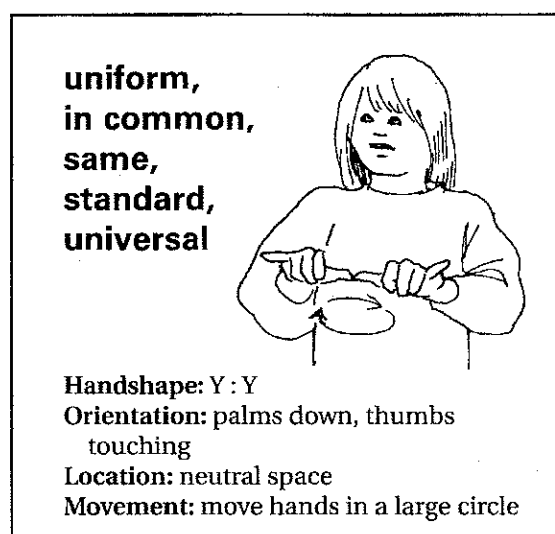 uniform,
in common,
same,
standard,
universal
Handshape: Y : Y
Orientation: palms down, thumbs
touching
Location: neutral space
Movement: move hands in a large circle